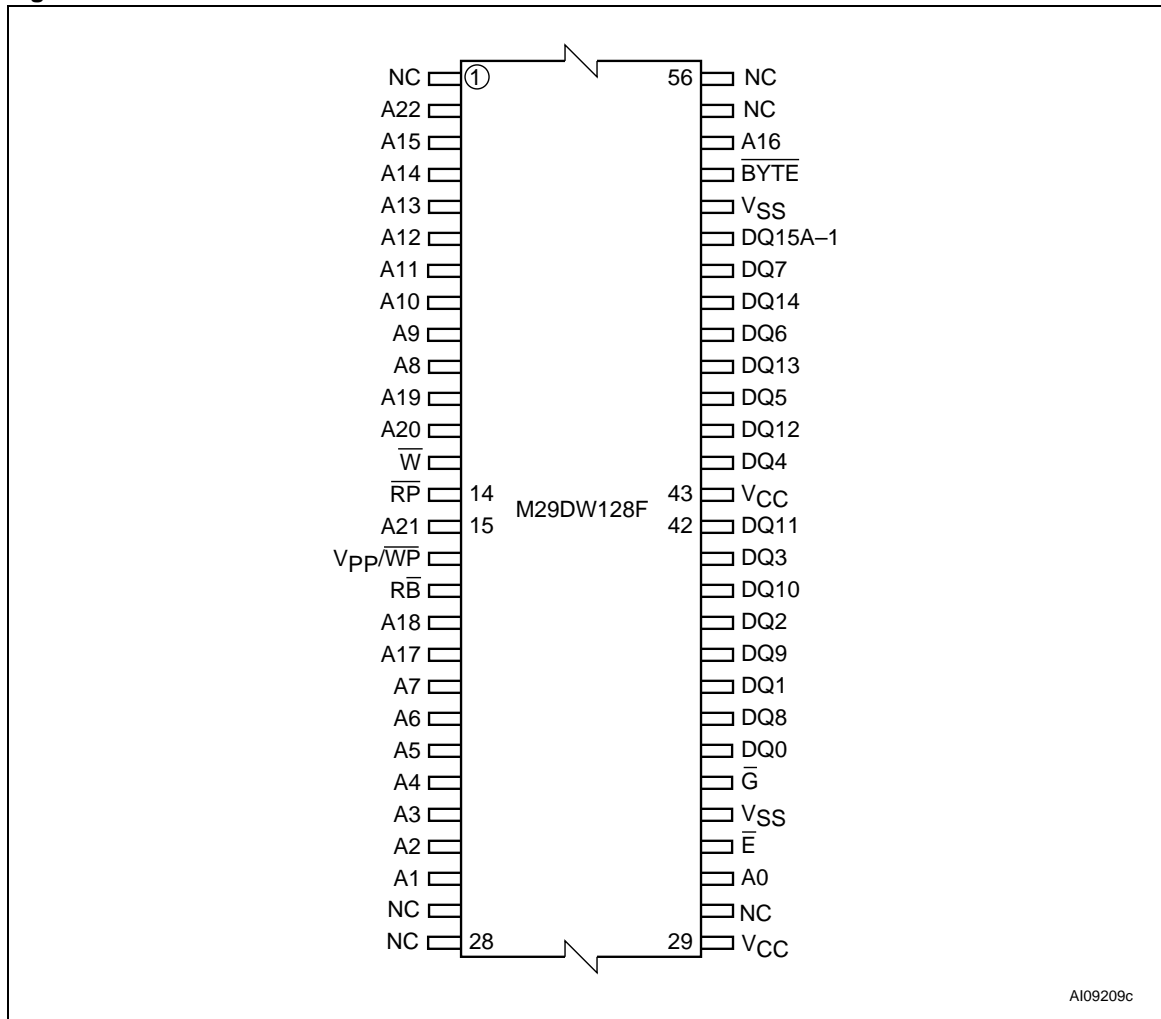 NC 1 56 NC
A22 NC
A15 A16
A14 B̅Y̅T̅E̅
A13 VSS
A12 DQ15A–1
A11 DQ7
A10 DQ14
A9 DQ6
A8 DQ13
A19 DQ5
A20 DQ12
W̅ DQ4
R̅P̅ 14 43 VCC
M29DW128F
A21 15 42 DQ11
VPP/W̅P̅ DQ3
RB̅ DQ10
A18 DQ2
A17 DQ9
A7 DQ1
A6 DQ8
A5 DQ0
A4 G̅
A3 VSS
A2 E̅
A1 A0
NC NC
NC 28 29 VCC
AI09209c